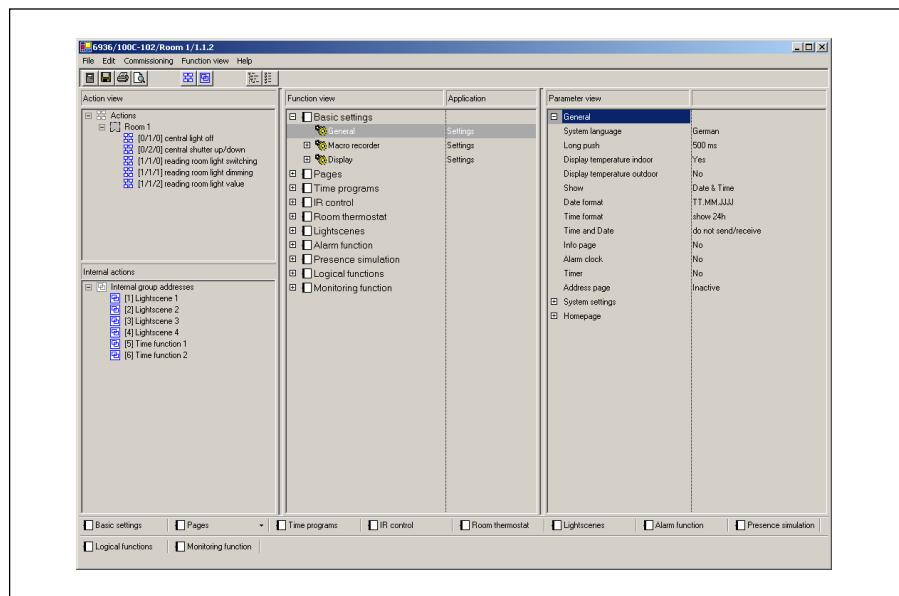 6936/100C-102/Room 1/1.1.2
File Edit Commissioning Function view Help
Action view
Actions
Room 1
[0/1/0] central light off
[0/2/0] central shutter up/down
[1/1/0] reading room light switching
[1/1/1] reading room light dimming
[1/1/2] reading room light value
Internal actions
Internal group addresses
[1] Lightscene 1
[2] Lightscene 2
[3] Lightscene 3
[4] Lightscene 4
[5] Time function 1
[6] Time function 2
Function view Application
Basic settings
General Settings
Macro recorder Settings
Display Settings
Pages
Time programs
IR control
Room thermostat
Lightscenes
Alarm function
Presence simulation
Logical functions
Monitoring function
Parameter view
General
System language German
Long push 500 ms
Display temperature indoor Yes
Display temperature outdoor No
Show Date & Time
Date format TT.MM.JJJJ
Time format show 24h
Time and Date do not send/receive
Info page No
Alarm clock No
Timer No
Address page Inactive
System settings
Homepage
Basic settings Pages Time programs IR control Room thermostat Lightscenes Alarm function Presence simulation
Logical functions Monitoring function